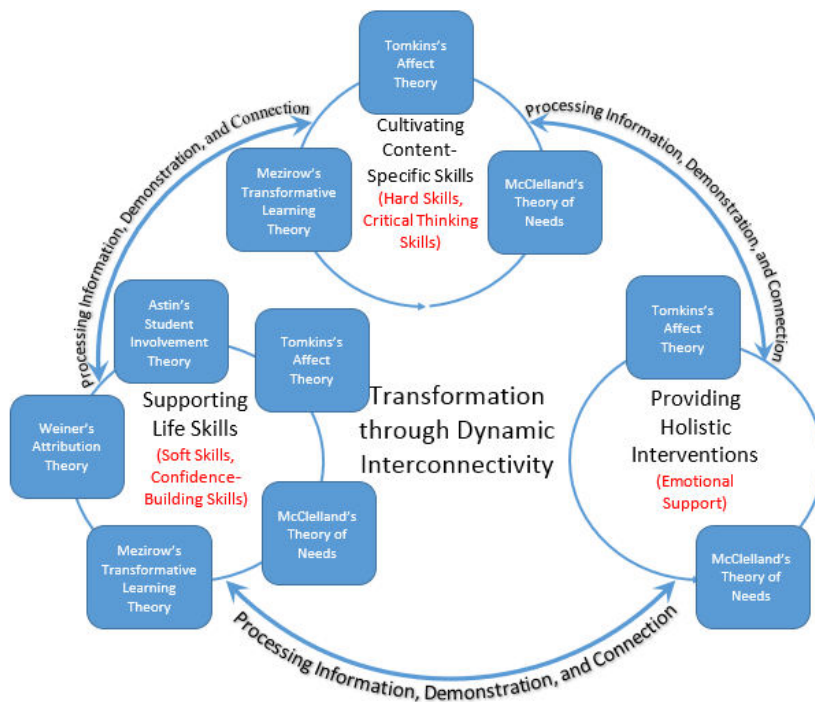 Tomkins's
Affect
Theory
Cultivating
Content-
Specific Skills
(Hard Skills,
Critical Thinking
Skills)
Mezirow's
Transformative
Learning
Theory
McClelland's
Theory of
Needs
Processing Information, Demonstration, and Connection
Processing Information, Demonstration, and Connection
Astin's
Student
Involvement
Theory
Tomkins's
Affect
Theory
Weiner's
Attribution
Theory
Supporting
Life Skills
(Soft Skills,
Confidence-
Building Skills)
Mezirow's
Transformative
Learning
Theory
McClelland's
Theory of
Needs
Transformation
through Dynamic
Interconnectivity
Tomkins's
Affect
Theory
Providing
Holistic
Interventions
(Emotional
Support)
McClelland's
Theory of
Needs
Processing Information, Demonstration, and Connection